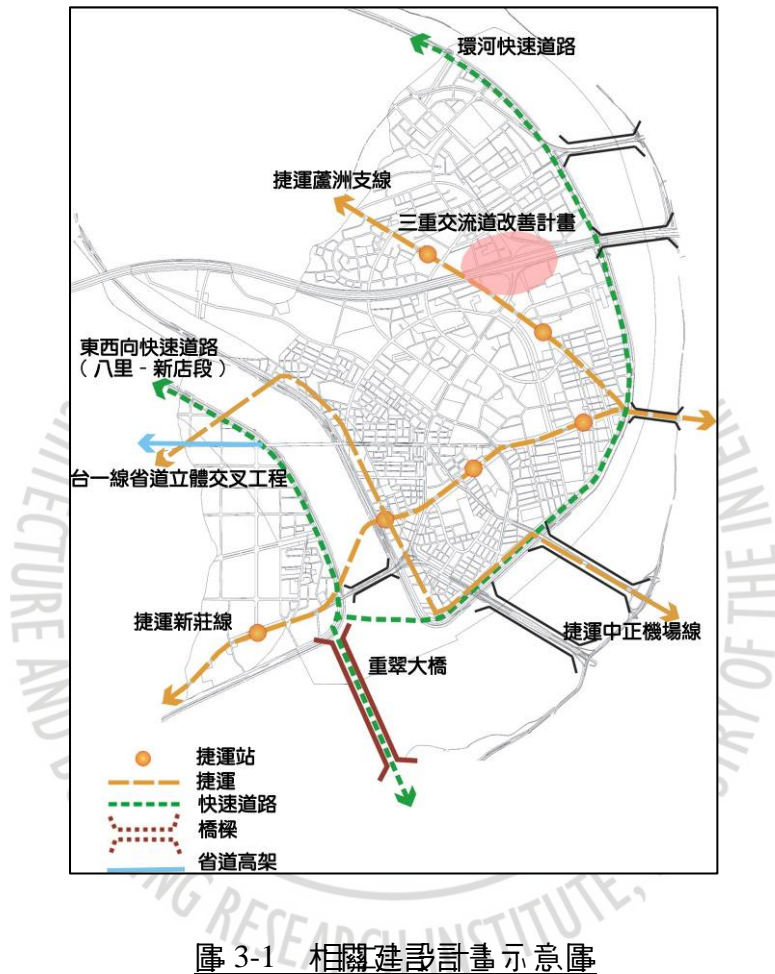 環河快速道路
捷運蘆洲支線
三重交流道改善計畫
東西向快速道路
（八里－新店段）
台一線省道立體交叉工程
捷運新莊線
捷運中正機場線
重翠大橋
捷運站
捷運
快速道路
橋樑
省道高架
圖 3-1 相關建設計畫示意圖